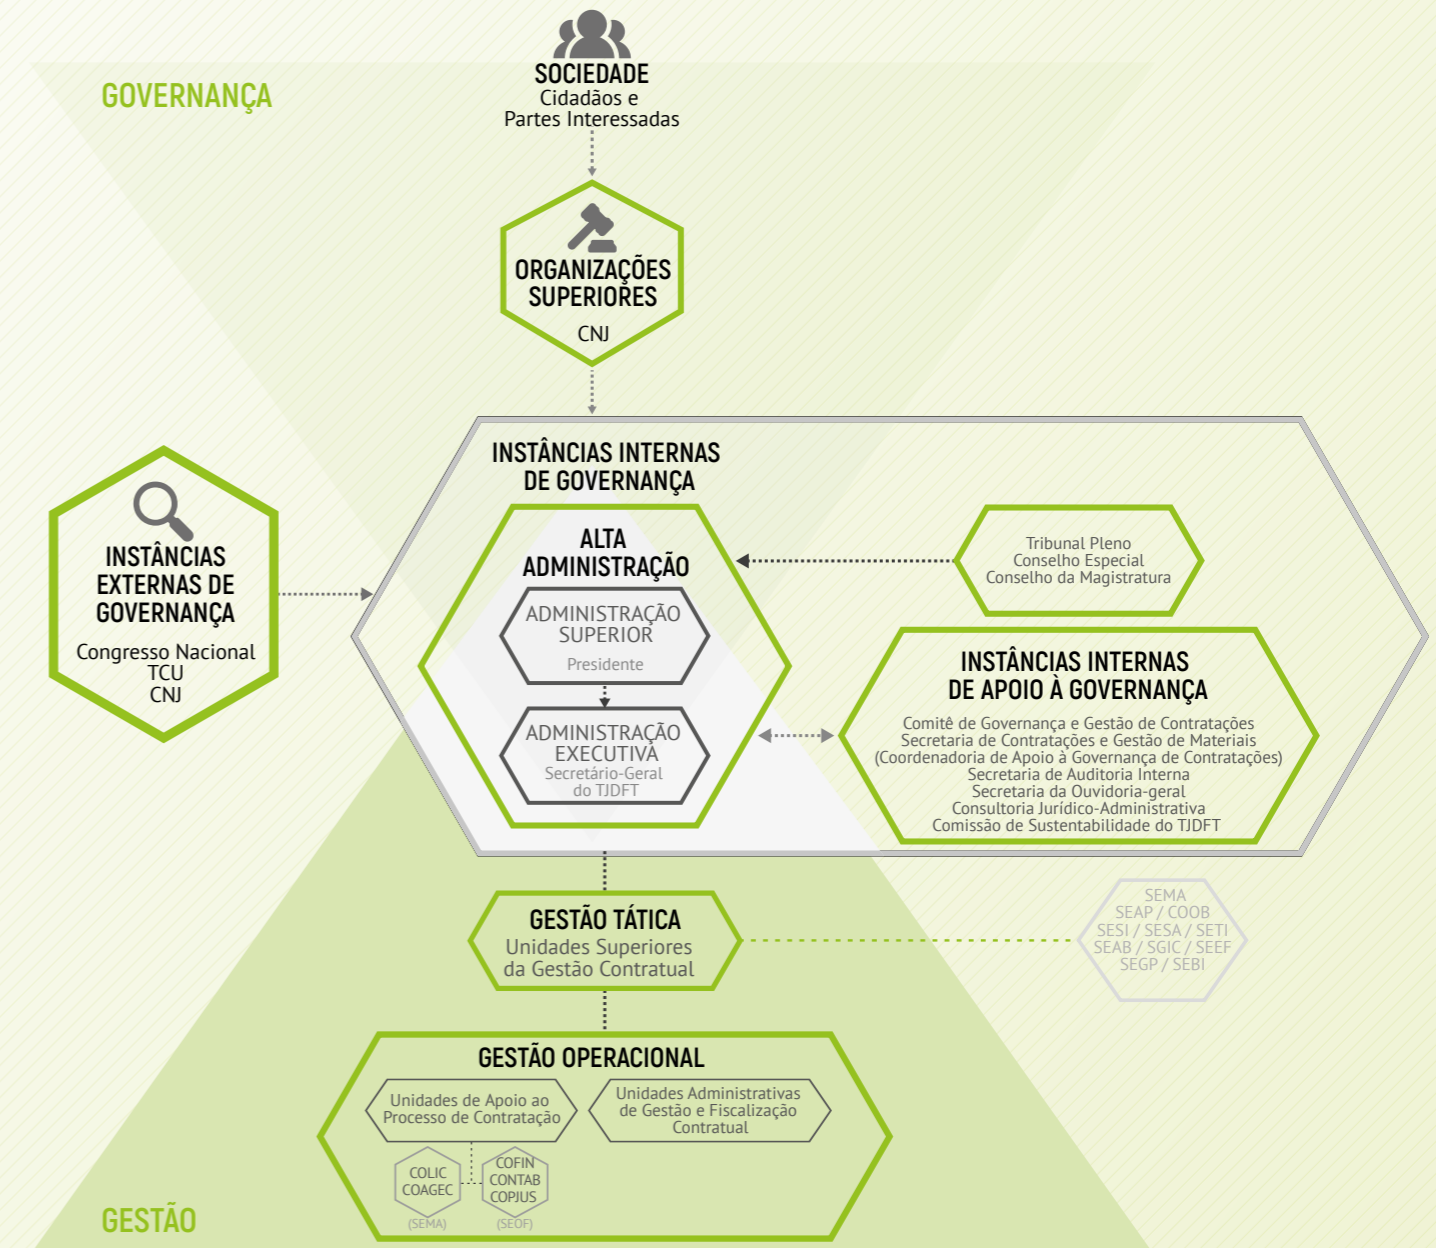 GOVERNANÇA
SOCIEDADE
Cidadãos e
Partes Interessadas
ORGANIZAÇÕES
SUPERIORES
CNJ
INSTÂNCIAS
EXTERNAS DE
GOVERNANÇA
Congresso Nacional
TCU
CNJ
INSTÂNCIAS INTERNAS
DE GOVERNANÇA
ALTA
ADMINISTRAÇÃO
ADMINISTRAÇÃO
SUPERIOR
Presidente
ADMINISTRAÇÃO
EXECUTIVA
Secretário-Geral
do TJDFT
Tribunal Pleno
Conselho Especial
Conselho da Magistratura
INSTÂNCIAS INTERNAS
DE APOIO À GOVERNANÇA
Comitê de Governança e Gestão de Contratações
Secretaria de Contratações e Gestão de Materiais
(Coordenadoria de Apoio à Governança de Contratações)
Secretaria de Auditoria Interna
Secretaria da Ouvidoria-geral
Consultoria Jurídico-Administrativa
Comissão de Sustentabilidade do TJDFT
GESTÃO TÁTICA
Unidades Superiores
da Gestão Contratual
SEMA
SEAP / COOB
SESI / SESA / SETI
SEAB / SGIC / SEEF
SEGP / SEBI
GESTÃO OPERACIONAL
Unidades de Apoio ao
Processo de Contratação
Unidades Administrativas
de Gestão e Fiscalização
Contratual
COLIC
COAGEC
(SEMA)
COFIN
CONTAB
COPJUS
(SEOF)
GESTÃO